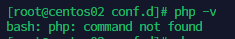 [root@centos02 conf.d]# php -v
bash: php: command not found